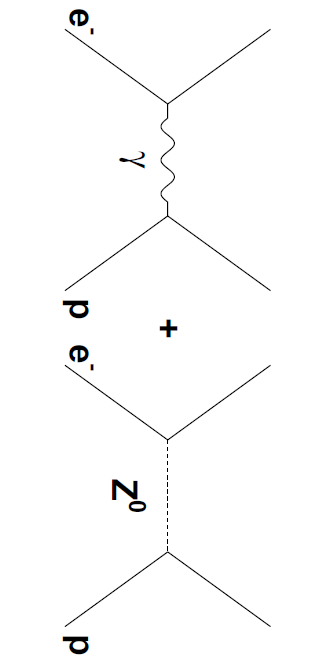 +
γ Z⁰
e⁻ p e⁻ p